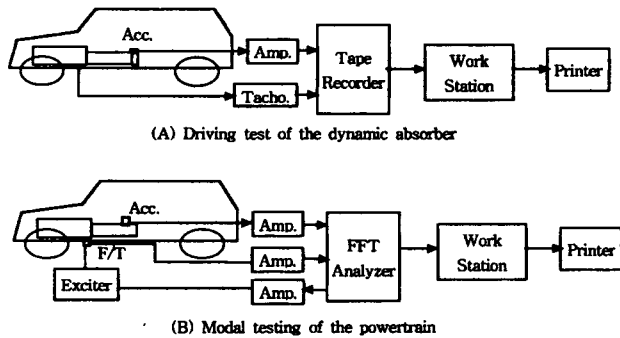 Acc.
Amp.
Tacho.
Tape
Recorder
Work
Station
Printer
(A) Driving test of the dynamic absorber
Acc.
F/T
Exciter
Amp.
Amp.
Amp.
FFT
Analyzer
Work
Station
Printer
(B) Modal testing of the powertrain